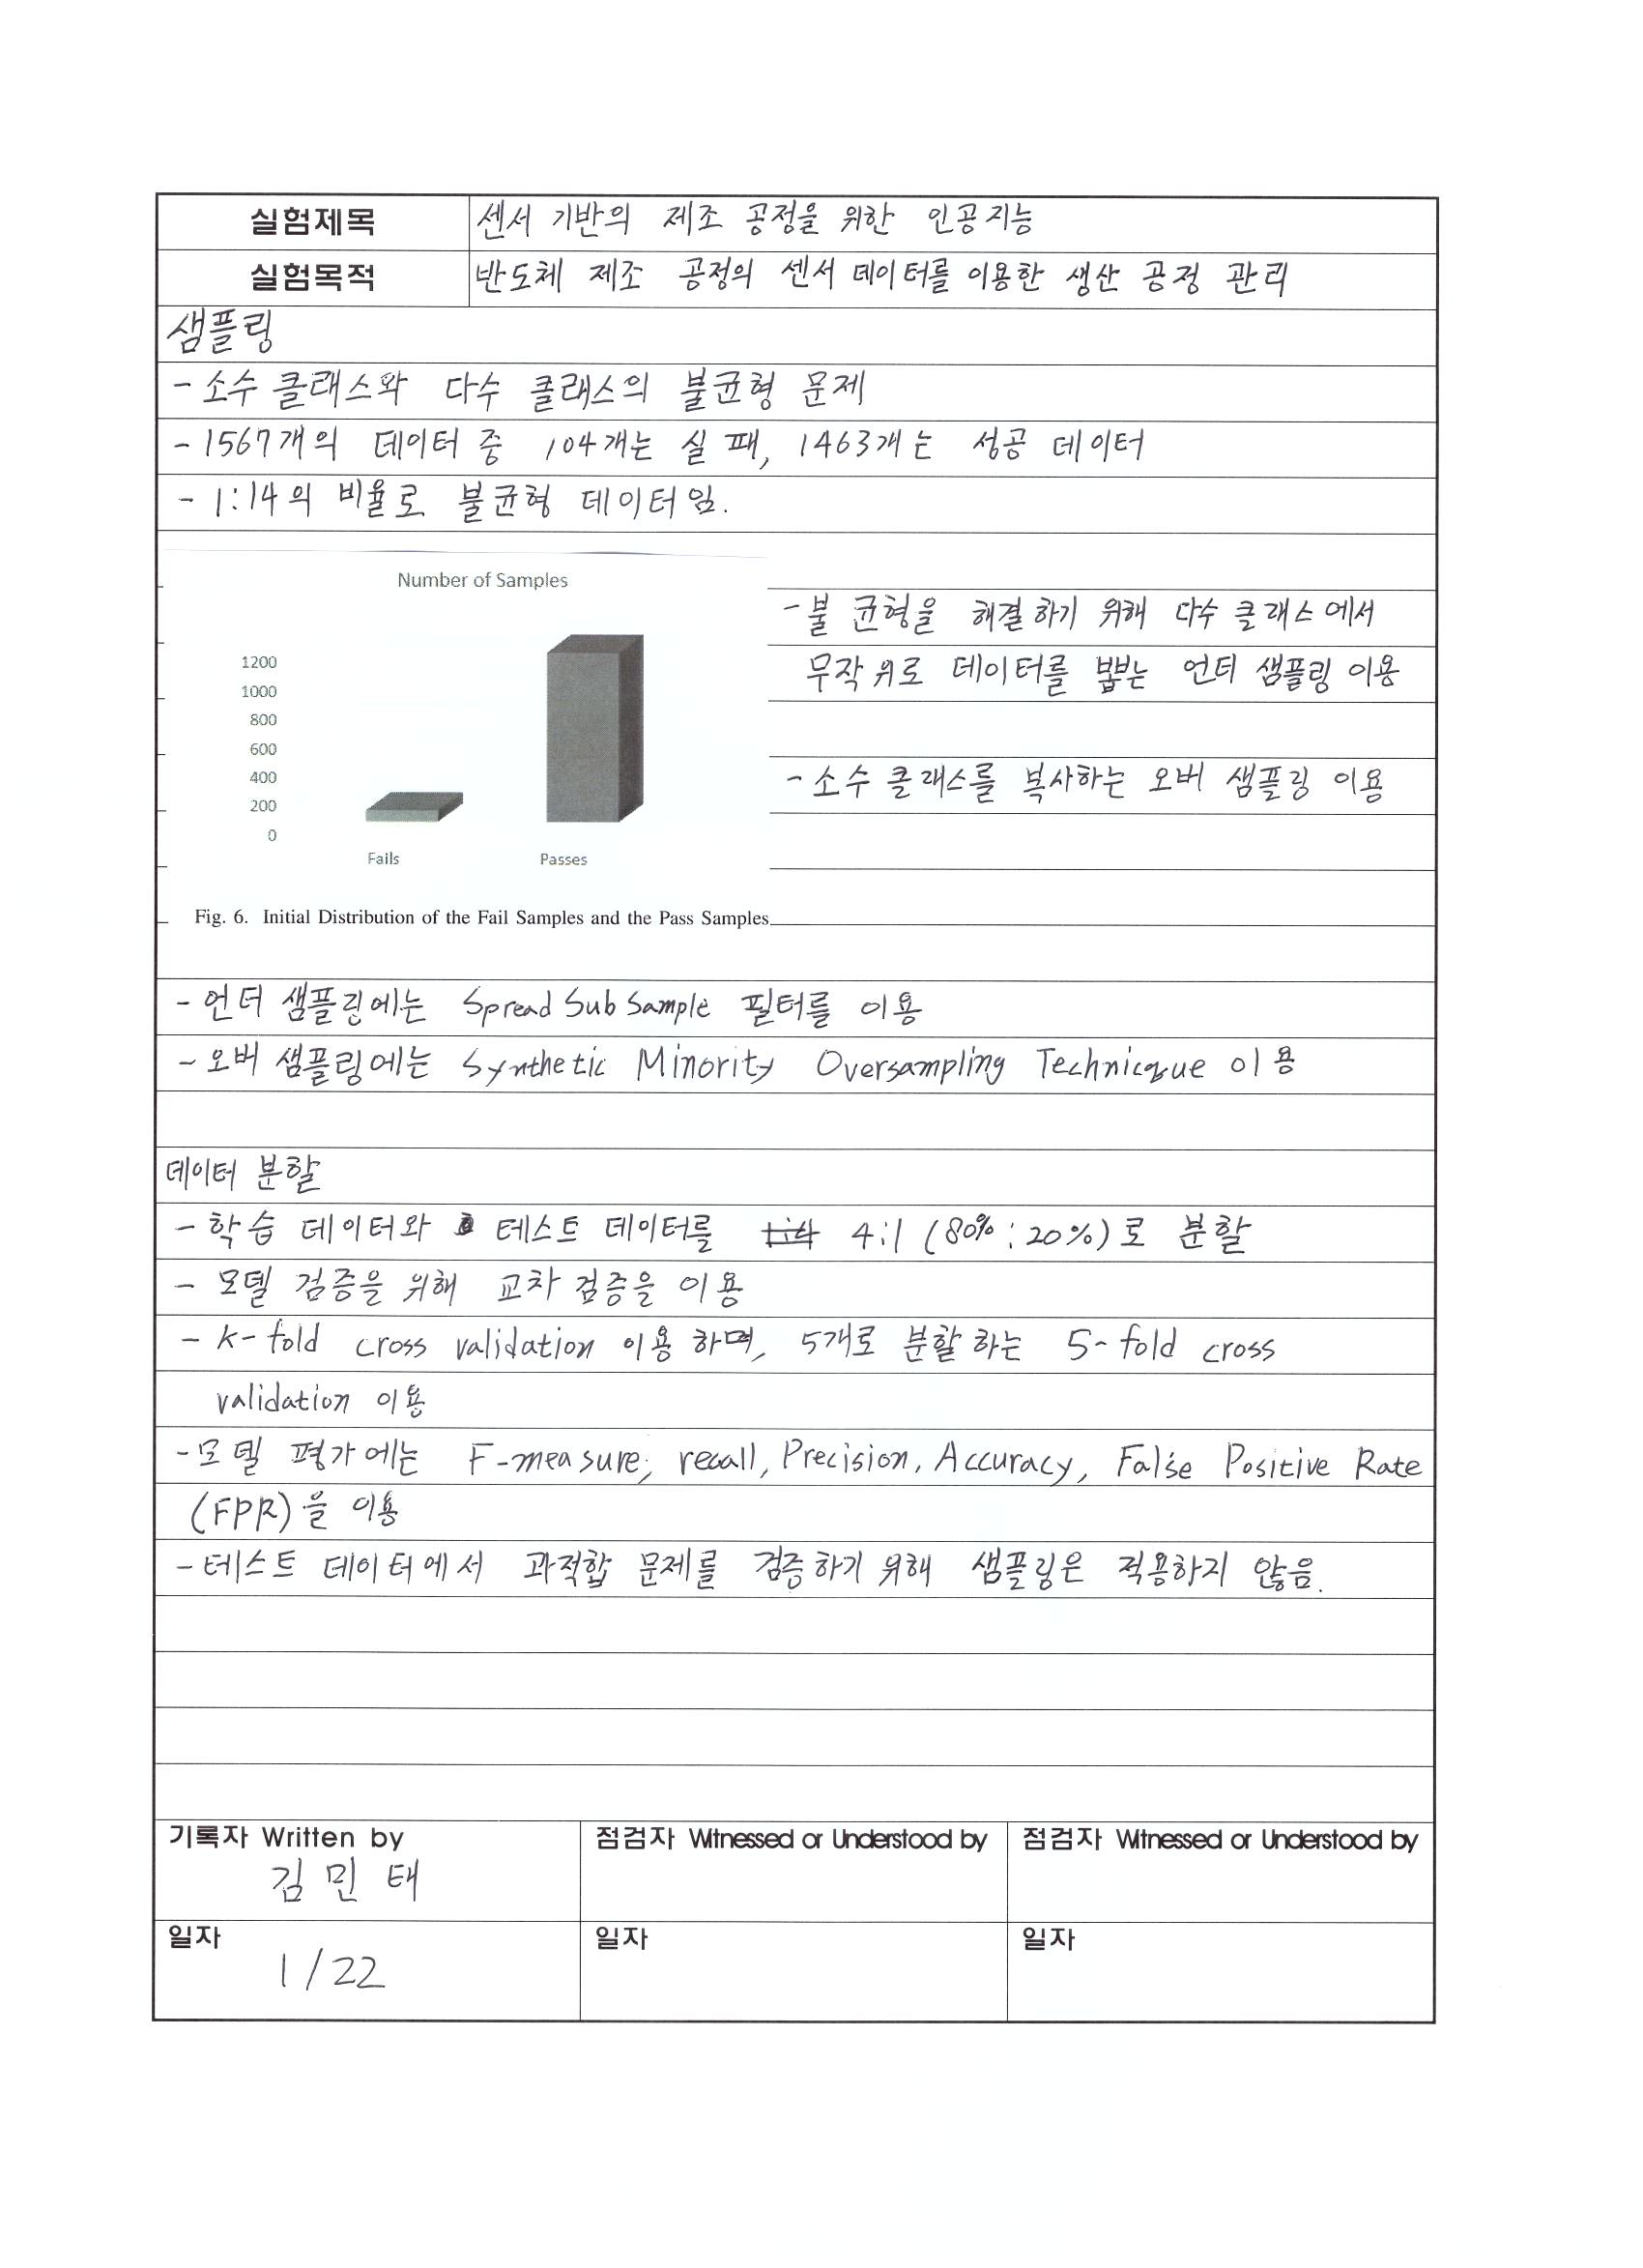 실험제목 센서 기반의 제조 공정을 위한 인공지능
실험목적 반도체 제조 공정의 센서 데이터를 이용한 생산 공정 관리
샘플링
- 소수 클래스와 다수 클래스의 불균형 문제
- 1567개의 데이터 중 104개는 실패, 1463개는 성공 데이터
- 1:14의 비율로 불균형 데이터임.
Number of Samples
1200
1000
800
600
400
200
0
Fails Passes
Fig. 6. Initial Distribution of the Fail Samples and the Pass Samples
- 불균형을 해결하기 위해 다수 클래스에서
무작위로 데이터를 뽑는 언더 샘플링 이용
- 소수 클래스를 복사하는 오버 샘플링 이용
- 언더 샘플링에는 SpreadSubSample 필터를 이용
- 오버 샘플링에는 Synthetic Minority Oversampling Technicque 이용
데이터 분할
- 학습 데이터와 테스트 데이터를 4:1 (80% : 20%)로 분할
- 모델 검증을 위해 교차 검증을 이용
- k-fold cross validation 이용하며, 5개로 분할하는 5-fold cross
validation 이용
- 모델 평가에는 F-measure, recall, Precision, Accuracy, False Positive Rate
(FPR)을 이용
- 테스트 데이터에서 과적합 문제를 검증하기 위해 샘플링은 적용하지 않음.
기록자 Written by 점검자 Witnessed or Understood by 점검자 Witnessed or Understood by
김민태
일자 일자 일자
1/22